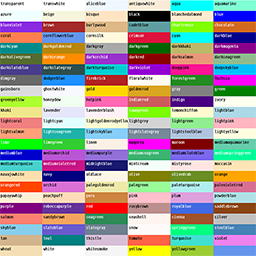 transparent transwhite aliceblue antiquewhite aqua aquamarine
azure beige bisque black blanchedalmond blue
blueviolet brown burlywood cadetblue chartreuse chocolate
coral cornflowerblue cornsilk crimson cyan darkblue
darkcyan darkgoldenrod darkgray darkgreen darkkhaki darkmagenta
darkolivegreen darkorange darkorchid darkred darksalmon darkseagreen
darkslateblue darkslategray darkturquoise darkviolet deeppink deepskyblue
dimgray dodgerblue firebrick floralwhite forestgreen fuchsia
gainsboro ghostwhite gold goldenrod gray green
greenyellow honeydew hotpink indianred indigo ivory
khaki lavender lavenderblush lawngreen lemonchiffon lightblue
lightcoral lightcyan lightgoldenrodyellow lightgray lightgreen lightpink
lightsalmon lightseagreen lightskyblue lightslategray lightsteelblue lightyellow
lime limegreen linen magenta maroon mediumaquamarine
mediumblue mediumorchid mediumpurple mediumseagreen mediumslateblue mediumspringgreen
mediumturquoise mediumvioletred midnightblue mintcream mistyrose moccasin
navajowhite navy oldlace olive olivedrab orange
orangered orchid palegoldenrod palegreen paleturquoise palevioletred
papayawhip peachpuff peru pink plum powderblue
purple rebeccapurple red rosybrown royalblue saddlebrown
salmon sandybrown seagreen seashell sienna silver
skyblue slateblue slategray snow springgreen steelblue
tan teal thistle tomato turquoise violet
wheat white whitesmoke yellow yellowgreen